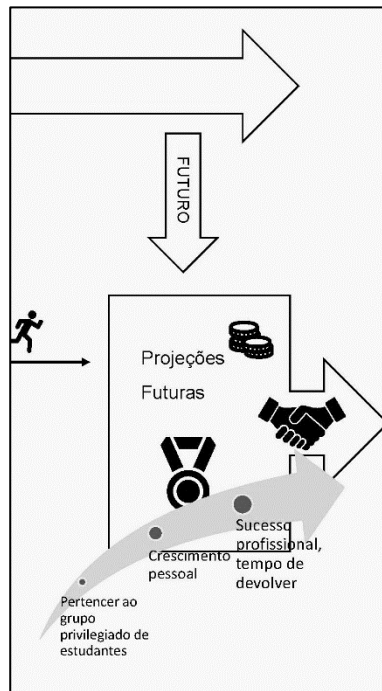 FUTURO
Projeções
Futuras
Sucesso
profissional,
tempo de
devolver
Crescimento
pessoal
Pertencer ao
grupo
privilegiado de
estudantes